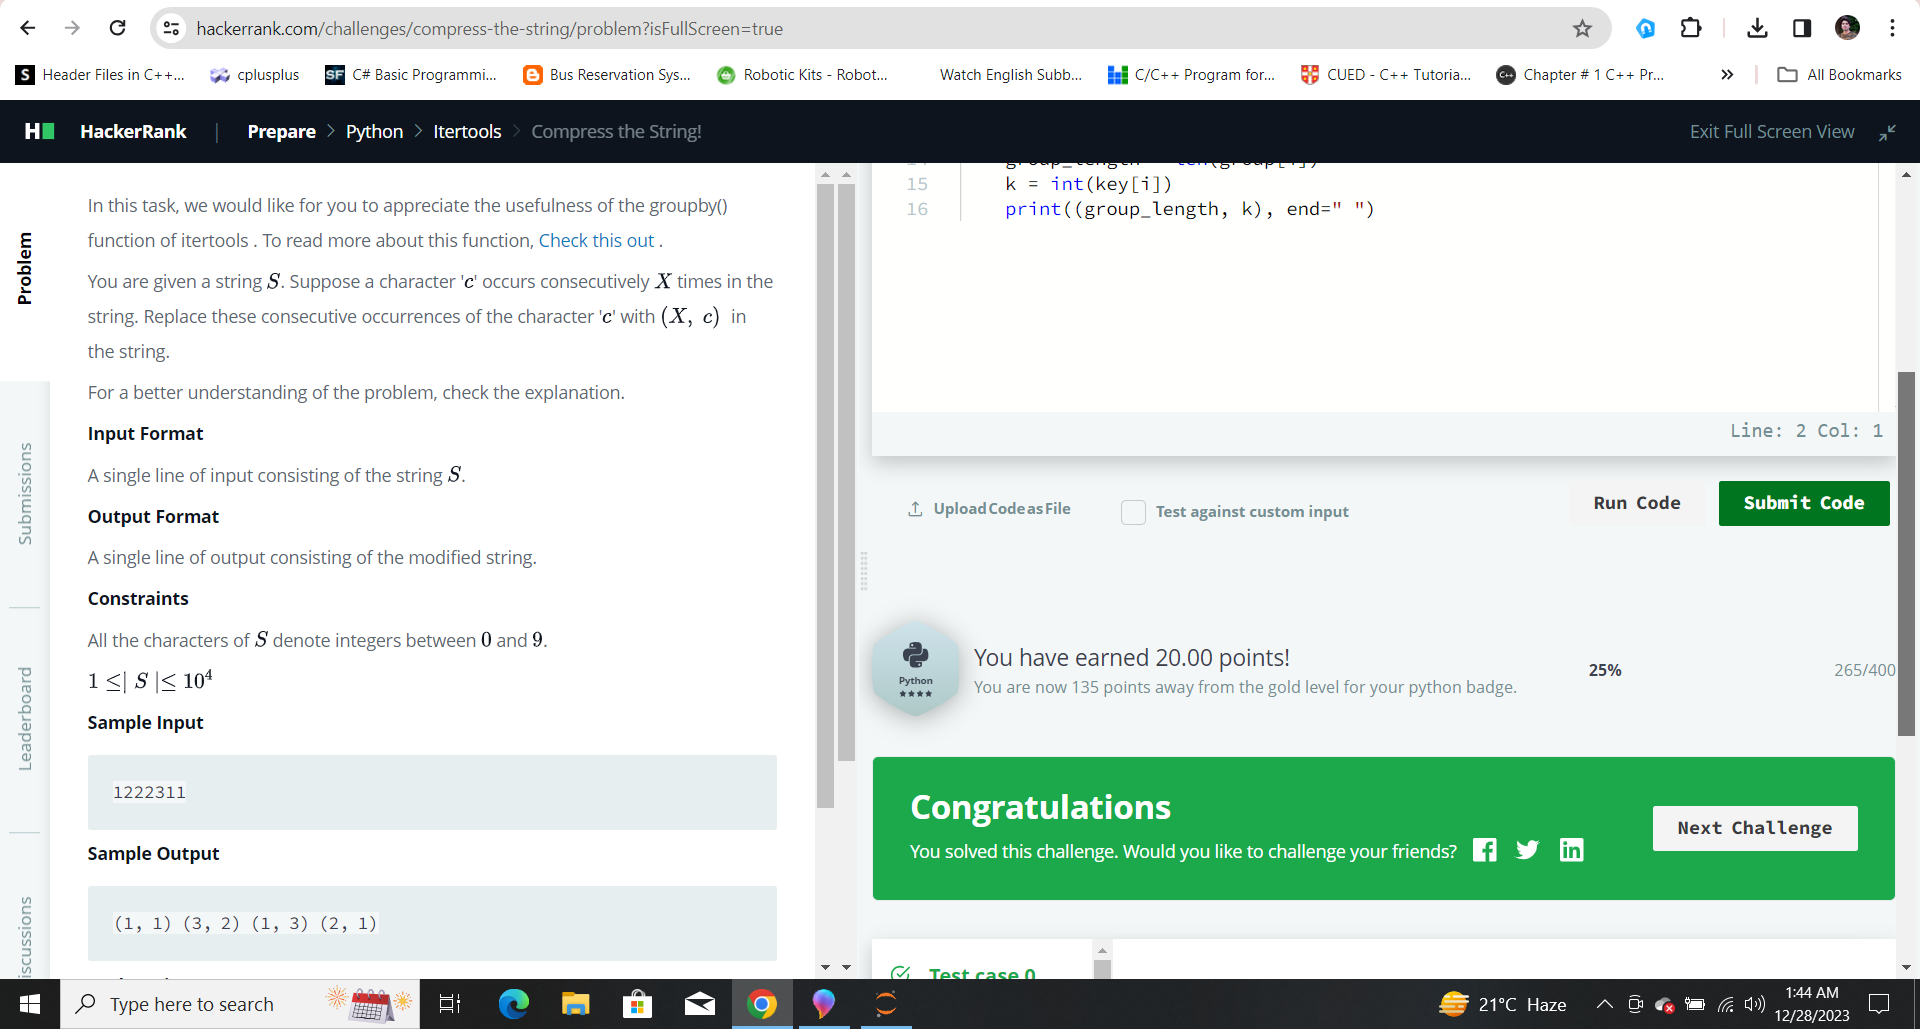 hackerrank.com/challenges/compress-the-string/problem?isFullScreen=true
S Header Files in C++... cplusplus SF C# Basic Programmi... Bus Reservation Sys... Robotic Kits - Robot... Watch English Subb... C/C++ Program for... CUED - C++ Tutoria... C++ Chapter # 1 C++ Pr... » All Bookmarks
H HackerRank | Prepare > Python > Itertools > Compress the String! Exit Full Screen View
Problem
Submissions
Leaderboard
In this task, we would like for you to appreciate the usefulness of the groupby()
function of itertools . To read more about this function, Check this out .
You are given a string S. Suppose a character 'c' occurs consecutively X times in the
string. Replace these consecutive occurrences of the character 'c' with (X, c) in
the string.
For a better understanding of the problem, check the explanation.
Input Format
A single line of input consisting of the string S.
Output Format
A single line of output consisting of the modified string.
Constraints
All the characters of S denote integers between 0 and 9.
1 ≤| S |≤ 10⁴
Sample Input
1222311
Sample Output
(1, 1) (3, 2) (1, 3) (2, 1)
15 k = int(key[i])
16 print((group_length, k), end=" ")
Line: 2 Col: 1
Upload Code as File Test against custom input Run Code Submit Code
Python
You have earned 20.00 points!
You are now 135 points away from the gold level for your python badge.
25% 265/400
Congratulations
You solved this challenge. Would you like to challenge your friends?
Next Challenge
Test case 0
Type here to search
21°C Haze
1:44 AM
12/28/2023